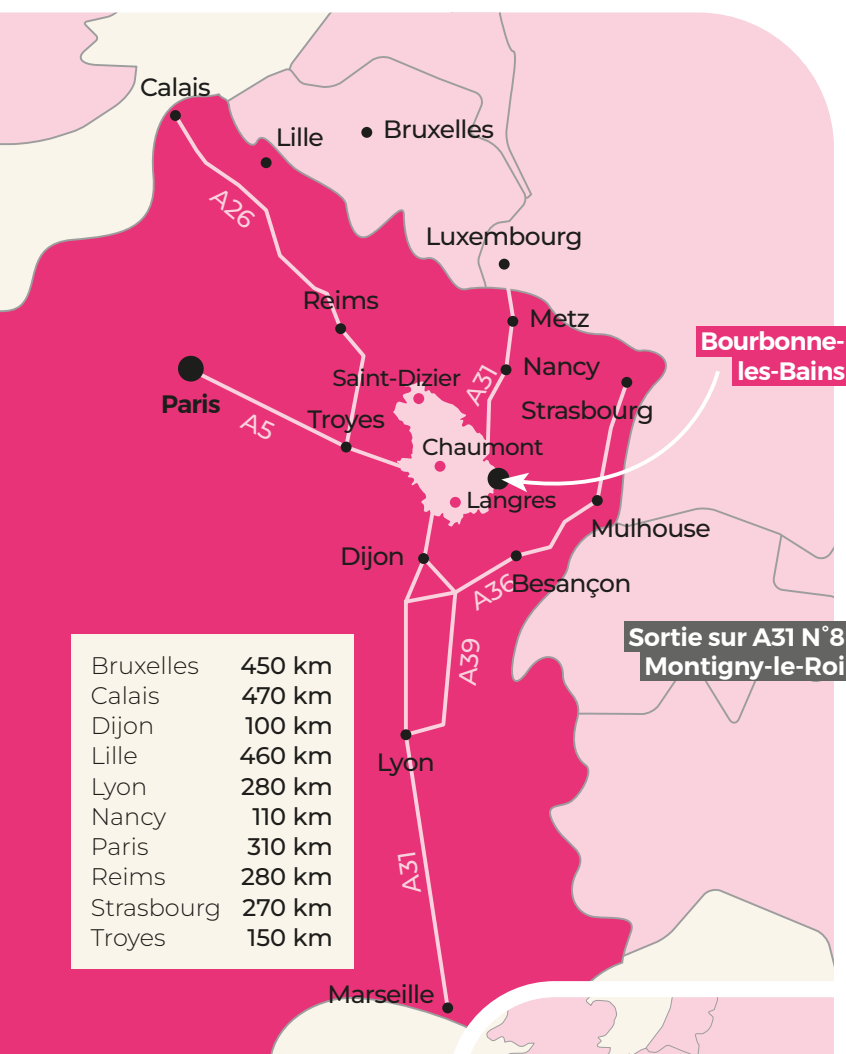 Calais
Lille
Bruxelles
A26
Luxembourg
Reims
Metz
Bourbonne-
les-Bains
Nancy
Saint-Dizier
A31
Paris
Strasbourg
A5
Troyes
Chaumont
Langres
Mulhouse
Dijon
Besançon
A36
Sortie sur A31 N°8
Montigny-le-Roi
A39
Bruxelles 450 km
Calais 470 km
Dijon 100 km
Lille 460 km
Lyon 280 km
Nancy 110 km
Paris 310 km
Reims 280 km
Strasbourg 270 km
Troyes 150 km
Lyon
A31
Marseille